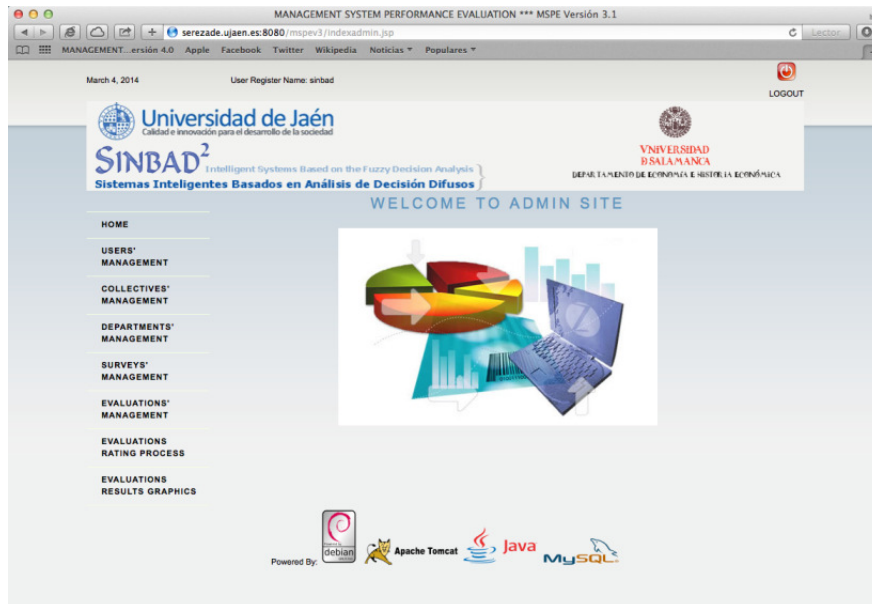 MANAGEMENT SYSTEM PERFORMANCE EVALUATION *** MSPE Versión 3.1
serezade.ujaen.es:8080/mspev3/indexadmin.jsp
Lector
MANAGEMENT...ersión 4.0 Apple Facebook Twitter Wikipedia Noticias Populares
March 4, 2014 User Register Name: sinbad
LOGOUT
Universidad de Jaén
Calidad e innovación para el desarrollo de la sociedad
SINBAD2
Intelligent Systems Based on the Fuzzy Decision Analysis
Sistemas Inteligentes Basados en Análisis de Decisión Difusos
VNiVERSiDAD
D SALAMANCA
DEPARTAMENTO DE ECONOMÍA E HISTORIA ECONÓMICA
WELCOME TO ADMIN SITE
HOME
USERS'
MANAGEMENT
COLLECTIVES'
MANAGEMENT
DEPARTMENTS'
MANAGEMENT
SURVEYS'
MANAGEMENT
EVALUATIONS'
MANAGEMENT
EVALUATIONS
RATING PROCESS
EVALUATIONS
RESULTS GRAPHICS
Powered By:
debian
Apache Tomcat
Java
MySQL